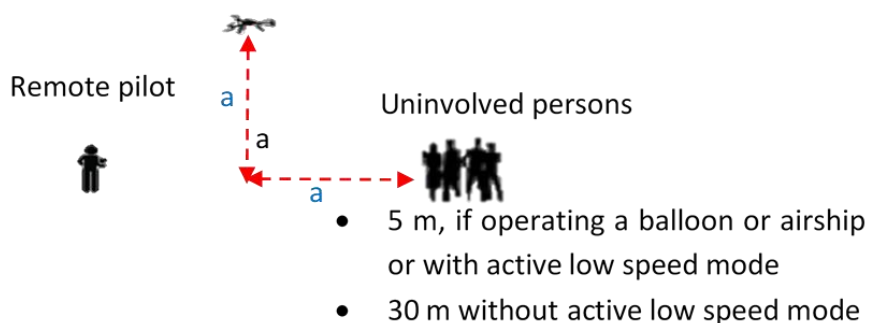 Remote pilot
a
Uninvolved persons
a
a
• 5 m, if operating a balloon or airship
or with active low speed mode
• 30 m without active low speed mode